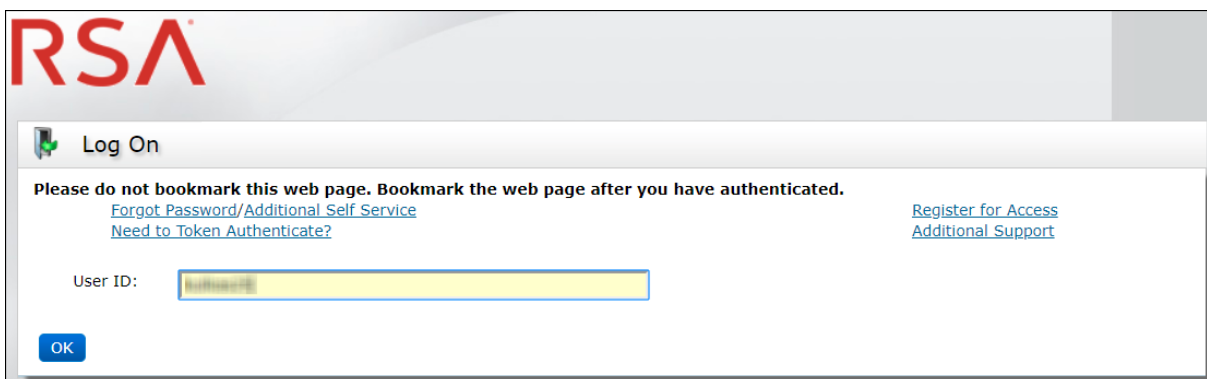 RSA
Log On
Please do not bookmark this web page. Bookmark the web page after you have authenticated.
Forgot Password/Additional Self Service Register for Access
Need to Token Authenticate? Additional Support
User ID:
OK